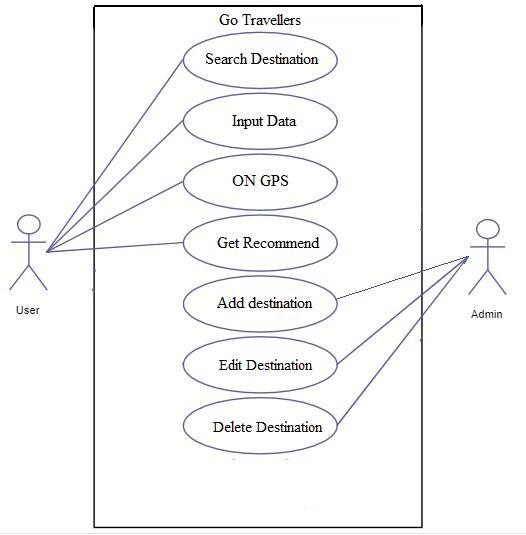 Go Travellers
Search Destination
Input Data
ON GPS
Get Recommend
Add destination
Edit Destination
Delete Destination
User
Admin